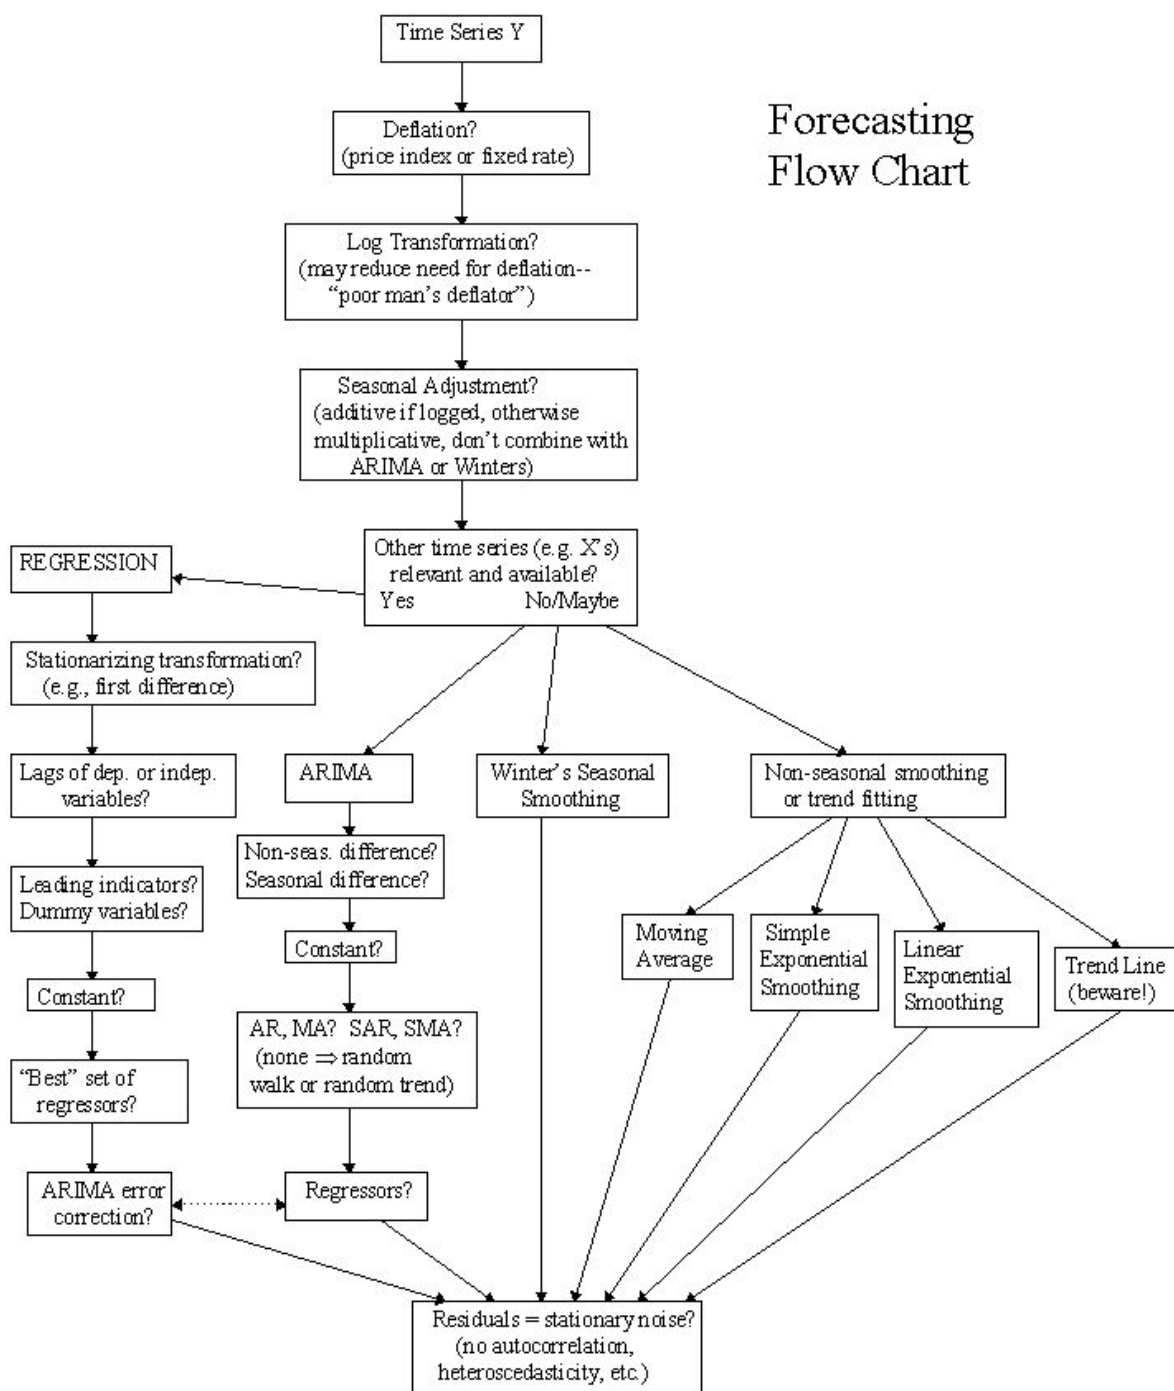 Time Series Y
Forecasting
Flow Chart
Deflation?
(price index or fixed rate)
Log Transformation?
(may reduce need for deflation--
“poor man’s deflator”)
Seasonal Adjustment?
(additive if logged, otherwise
multiplicative, don’t combine with
ARIMA or Winters)
Other time series (e.g. X’s)
relevant and available?
Yes No/Maybe
REGRESSION
Stationarizing transformation?
(e.g., first difference)
Lags of dep. or indep.
variables?
Leading indicators?
Dummy variables?
Constant?
“Best” set of
regressors?
ARIMA error
correction?
ARIMA
Non-seas. difference?
Seasonal difference?
Constant?
AR, MA? SAR, SMA?
(none ⇒ random
walk or random trend)
Regressors?
Winter’s Seasonal
Smoothing
Non-seasonal smoothing
or trend fitting
Moving
Average
Simple
Exponential
Smoothing
Linear
Exponential
Smoothing
Trend Line
(beware!)
Residuals = stationary noise?
(no autocorrelation,
heteroscedasticity, etc.)